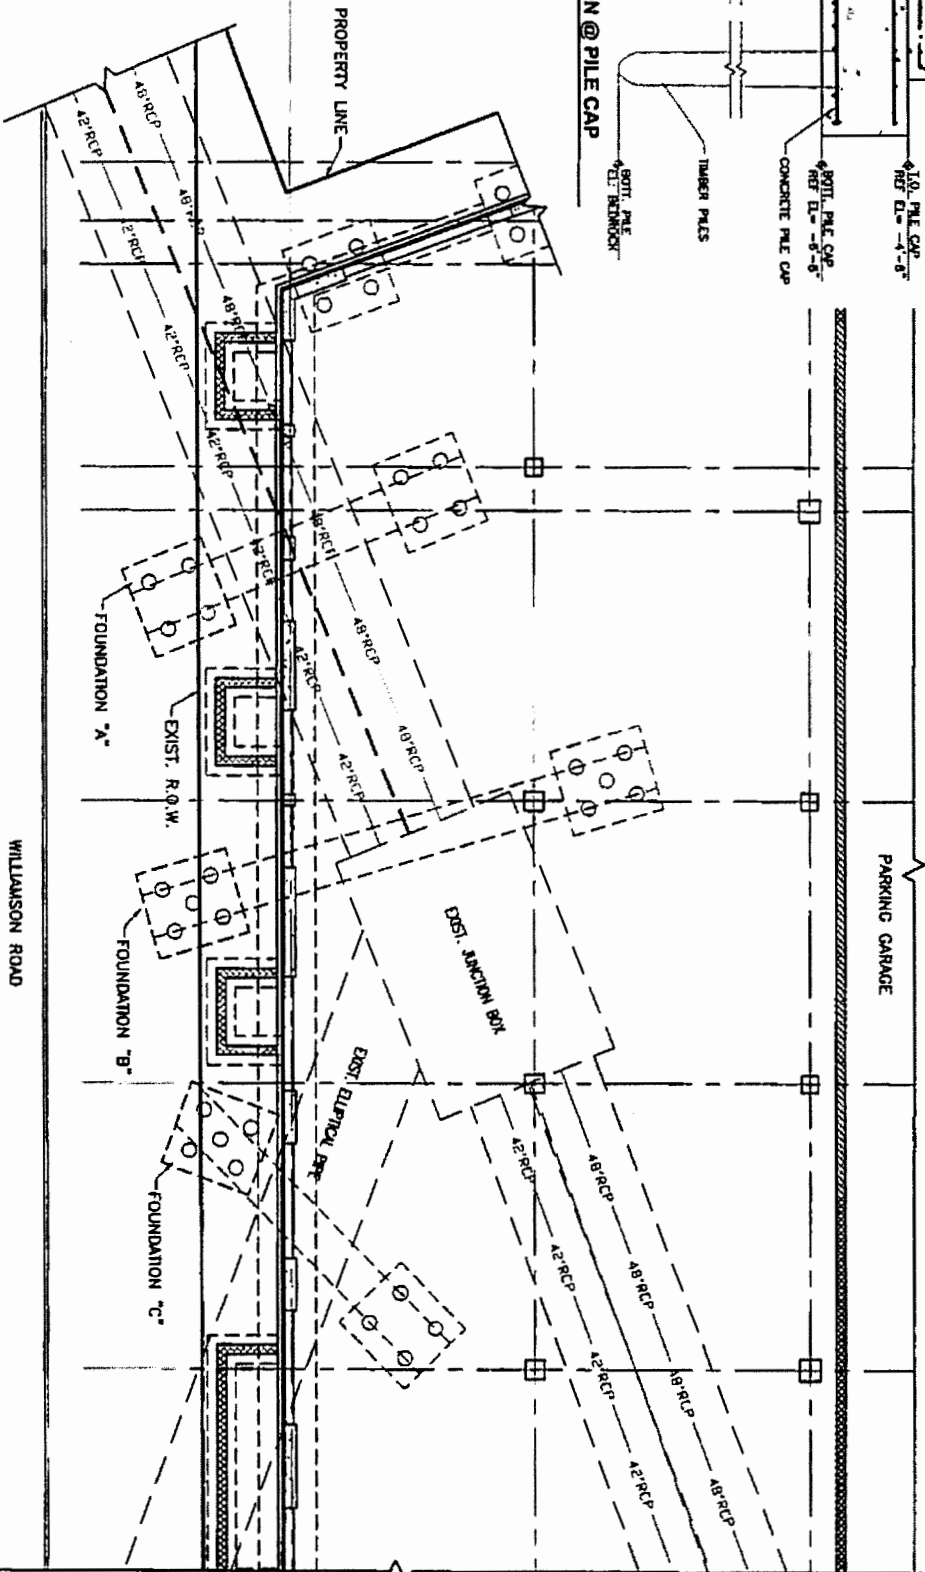 N @ PILE CAP
T.O. PILE CAP
REF EL= -4'-6"
BOTT. PILE CAP
REF EL= -6'-6"
CONCRETE PILE CAP
TIMBER PILES
BOTT. PILE
EL: BEDROCK
PROPERTY LINE
PARKING GARAGE
48"RCP
48"RCP
42"RCP
42"RCP
48"RCP
42"RCP
42"RCP
48"RCP
42"RCP
48"RCP
42"RCP
48"RCP
42"RCP
EXIST. JUNCTION BOX
EXIST. ELLIPTICAL PIPE
48"RCP
42"RCP
48"RCP
42"RCP
48"RCP
42"RCP
48"RCP
42"RCP
FOUNDATION "A"
EXIST. R.O.W.
FOUNDATION "B"
FOUNDATION "C"
WILLIAMSON ROAD